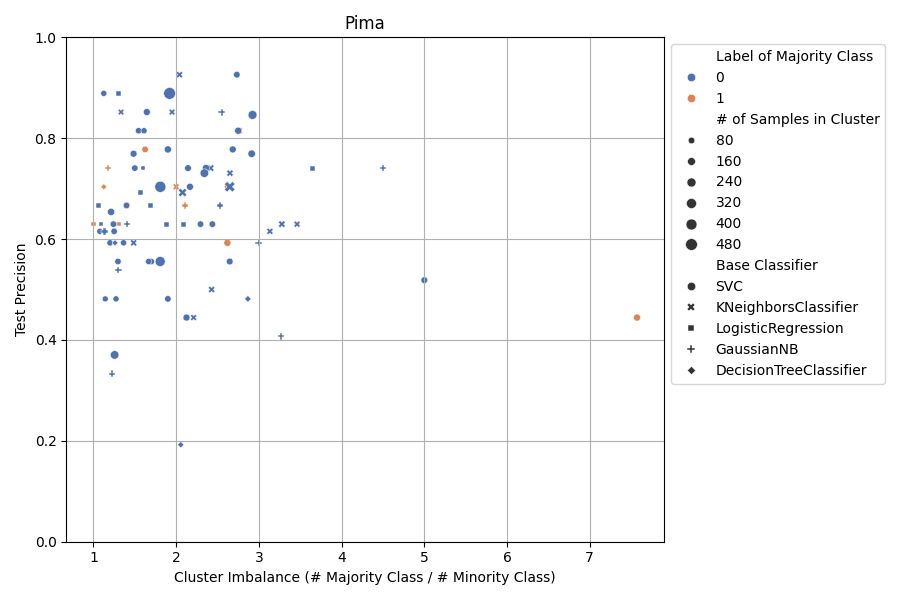 Pima
Test Precision
1.0
0.8
0.6
0.4
0.2
0.0
1 2 3 4 5 6 7
Cluster Imbalance (# Majority Class / # Minority Class)
Label of Majority Class
0
1
# of Samples in Cluster
80
160
240
320
400
480
Base Classifier
SVC
KNeighborsClassifier
LogisticRegression
GaussianNB
DecisionTreeClassifier